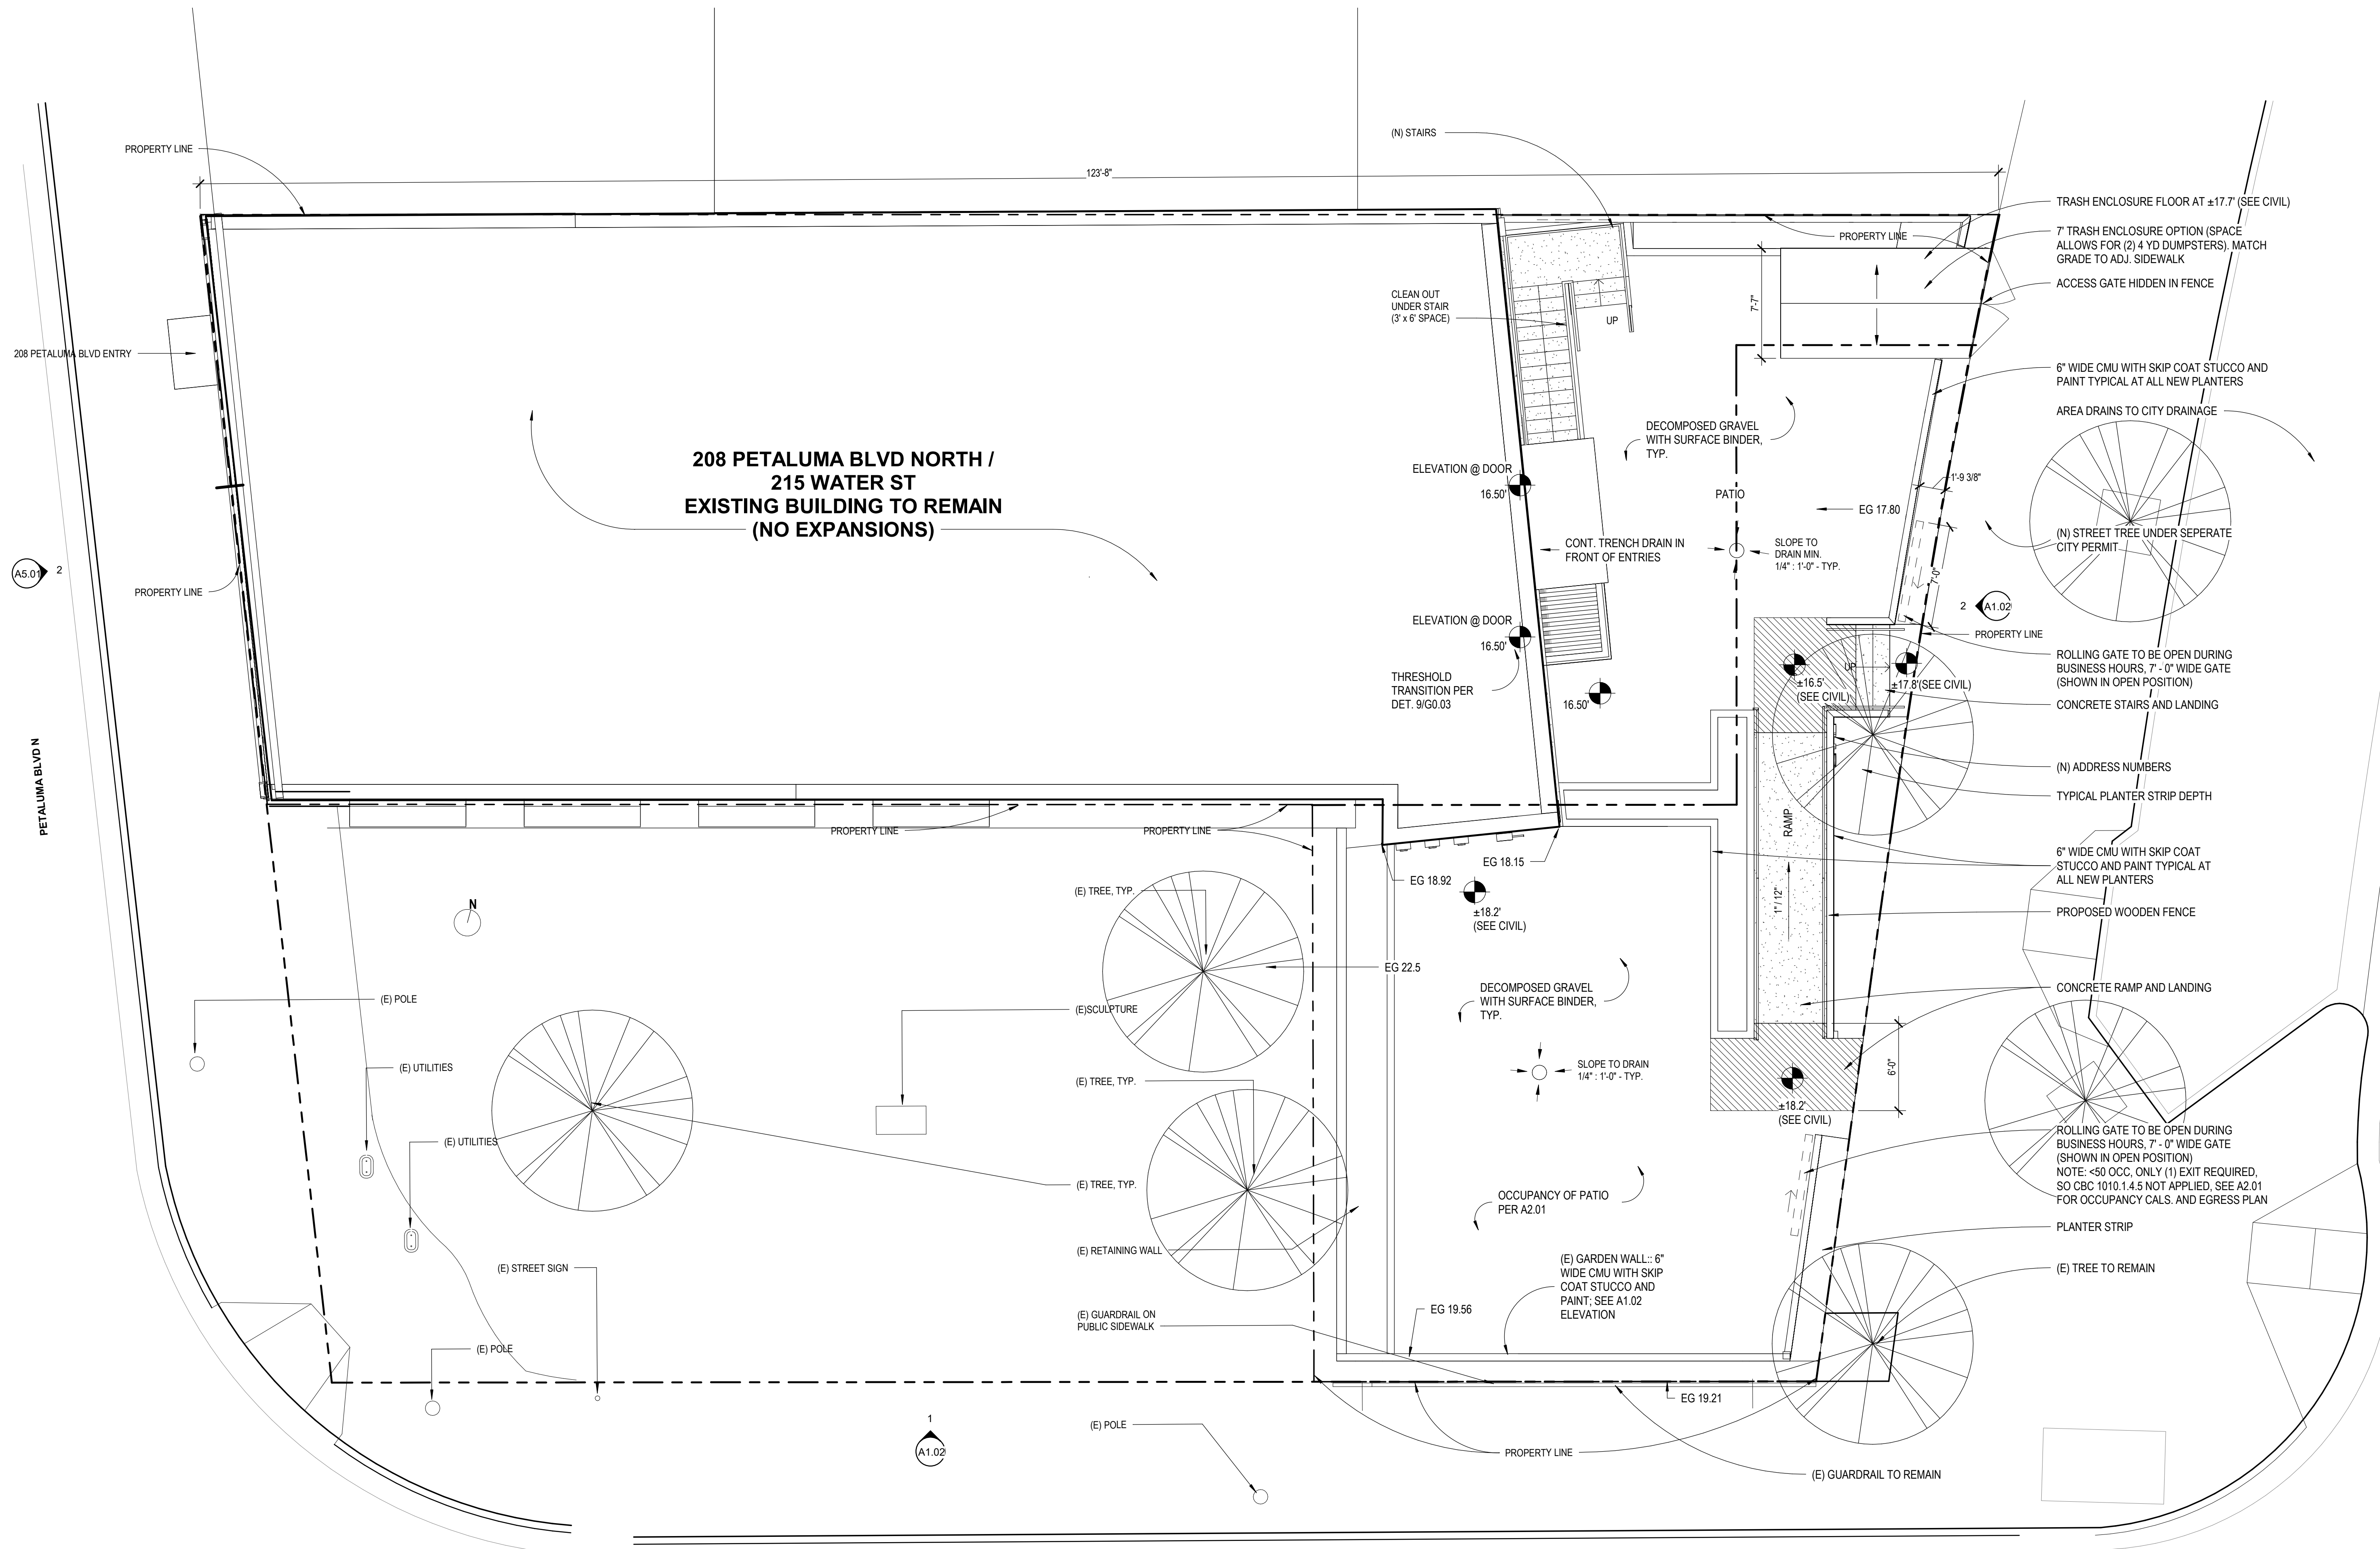 PROPERTY LINE
(N) STAIRS
123'-8"
TRASH ENCLOSURE FLOOR AT ±17.7' (SEE CIVIL)
7' TRASH ENCLOSURE OPTION (SPACE
ALLOWS FOR (2) 4 YD DUMPSTERS). MATCH
GRADE TO ADJ. SIDEWALK
PROPERTY LINE
ACCESS GATE HIDDEN IN FENCE
CLEAN OUT
UNDER STAIR
(3' x 6' SPACE)
UP
7'-7"
208 PETALUMA BLVD ENTRY
6" WIDE CMU WITH SKIP COAT STUCCO AND
PAINT TYPICAL AT ALL NEW PLANTERS
AREA DRAINS TO CITY DRAINAGE
DECOMPOSED GRAVEL
WITH SURFACE BINDER,
TYP.
208 PETALUMA BLVD NORTH /
215 WATER ST
EXISTING BUILDING TO REMAIN
(NO EXPANSIONS)
ELEVATION @ DOOR
16.50'
PATIO
1'-9 3/8"
EG 17.80
(N) STREET TREE UNDER SEPERATE
CITY PERMIT
CONT. TRENCH DRAIN IN
FRONT OF ENTRIES
SLOPE TO
DRAIN MIN.
1/4" : 1'-0" - TYP.
7'-0"
A5.01
2
PROPERTY LINE
2
A1.02
ELEVATION @ DOOR
16.50'
PROPERTY LINE
ROLLING GATE TO BE OPEN DURING
BUSINESS HOURS, 7' - 0" WIDE GATE
(SHOWN IN OPEN POSITION)
UP
±16.5'
(SEE CIVIL)
±17.8'(SEE CIVIL)
THRESHOLD
TRANSITION PER
DET. 9/G0.03
16.50'
CONCRETE STAIRS AND LANDING
(N) ADDRESS NUMBERS
TYPICAL PLANTER STRIP DEPTH
PETALUMA BLVD N
RAMP
PROPERTY LINE
PROPERTY LINE
6" WIDE CMU WITH SKIP COAT
STUCCO AND PAINT TYPICAL AT
ALL NEW PLANTERS
EG 18.15
EG 18.92
(E) TREE, TYP.
1" / 12"
N
±18.2'
(SEE CIVIL)
PROPOSED WOODEN FENCE
EG 22.5
DECOMPOSED GRAVEL
WITH SURFACE BINDER,
TYP.
CONCRETE RAMP AND LANDING
(E) POLE
(E)SCULPTURE
(E) UTILITIES
SLOPE TO DRAIN
1/4" : 1'-0" - TYP.
6'-0"
(E) TREE, TYP.
±18.2'
(SEE CIVIL)
(E) UTILITIES
ROLLING GATE TO BE OPEN DURING
BUSINESS HOURS, 7' - 0" WIDE GATE
(SHOWN IN OPEN POSITION)
NOTE: <50 OCC, ONLY (1) EXIT REQUIRED,
SO CBC 1010.1.4.5 NOT APPLIED, SEE A2.01
FOR OCCUPANCY CALS. AND EGRESS PLAN
(E) TREE, TYP.
OCCUPANCY OF PATIO
PER A2.01
PLANTER STRIP
(E) RETAINING WALL
(E) STREET SIGN
(E) GARDEN WALL:: 6"
WIDE CMU WITH SKIP
COAT STUCCO AND
PAINT; SEE A1.02
ELEVATION
(E) TREE TO REMAIN
EG 19.56
(E) GUARDRAIL ON
PUBLIC SIDEWALK
(E) POLE
EG 19.21
1
A1.02
(E) POLE
PROPERTY LINE
(E) GUARDRAIL TO REMAIN